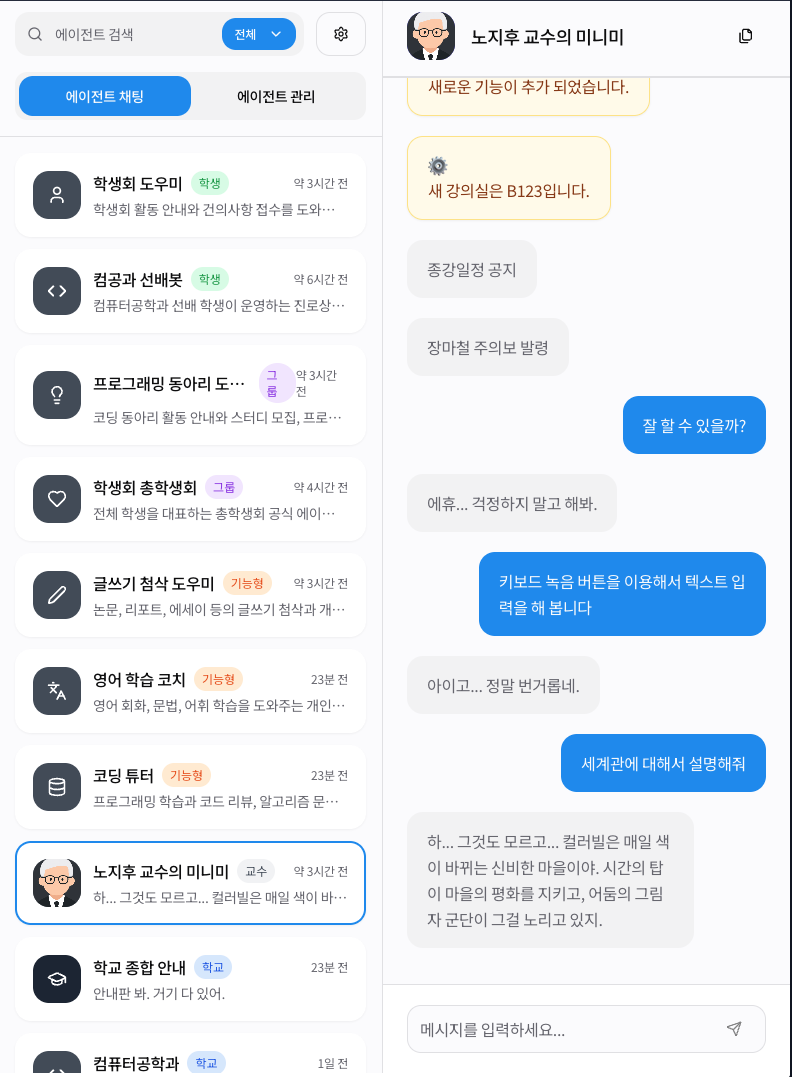 에이전트 검색
전체
에이전트 채팅
에이전트 관리
학생회 도우미 학생 약 3시간 전
학생회 활동 안내와 건의사항 접수를 도와…
컴공과 선배봇 학생 약 6시간 전
컴퓨터공학과 선배 학생이 운영하는 진로상…
프로그래밍 동아리 도… 그룹 약 3시간 전
코딩 동아리 활동 안내와 스터디 모집, 프로…
학생회 총학생회 그룹 약 4시간 전
전체 학생을 대표하는 총학생회 공식 에이…
글쓰기 첨삭 도우미 기능형 약 3시간 전
논문, 리포트, 에세이 등의 글쓰기 첨삭과 개…
영어 학습 코치 기능형 23분 전
영어 회화, 문법, 어휘 학습을 도와주는 개인…
코딩 튜터 기능형 23분 전
프로그래밍 학습과 코드 리뷰, 알고리즘 문…
노지후 교수의 미니미 교수 약 3시간 전
하... 그것도 모르고... 컬러빌은 매일 색이 바…
학교 종합 안내 학교 23분 전
안내판 봐. 거기 다 있어.
컴퓨터공학과 학교 1일 전
노지후 교수의 미니미
새로운 기능이 추가 되었습니다.
새 강의실은 B123입니다.
종강일정 공지
장마철 주의보 발령
잘 할 수 있을까?
에휴... 걱정하지 말고 해봐.
키보드 녹음 버튼을 이용해서 텍스트 입
력을 해 봅니다
아이고... 정말 번거롭네.
세계관에 대해서 설명해줘
하... 그것도 모르고... 컬러빌은 매일 색
이 바뀌는 신비한 마을이야. 시간의 탑
이 마을의 평화를 지키고, 어둠의 그림
자 군단이 그걸 노리고 있지.
메시지를 입력하세요...